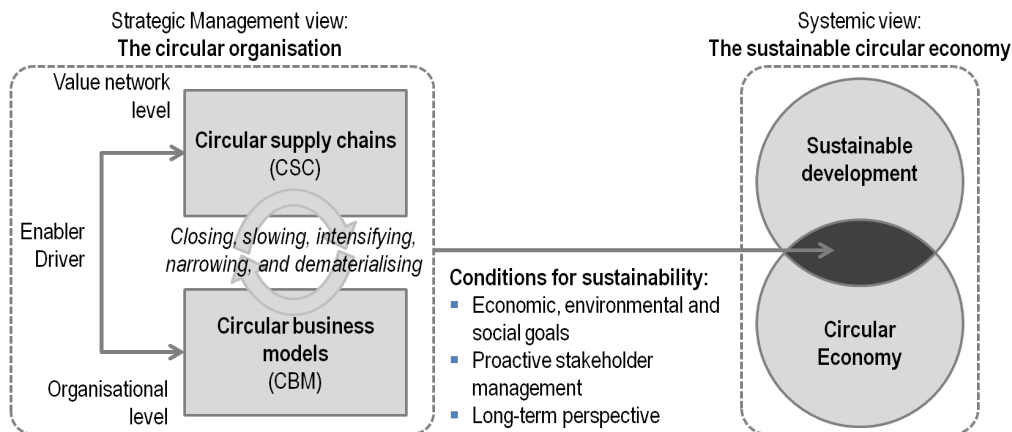 Strategic Management view:
The circular organisation
Value network
level
Circular supply chains
(CSC)
Enabler
Driver
Closing, slowing, intensifying,
narrowing, and dematerialising
Circular business
models
(CBM)
Organisational
level
Conditions for sustainability:
Economic, environmental and
social goals
Proactive stakeholder
management
Long-term perspective
Systemic view:
The sustainable circular economy
Sustainable
development
Circular
Economy